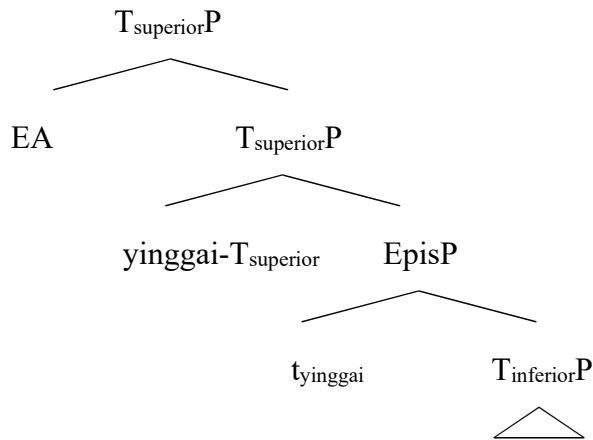 TsuperiorP
EA TsuperiorP
yinggai-Tsuperior EpisP
tyinggai TinferiorP